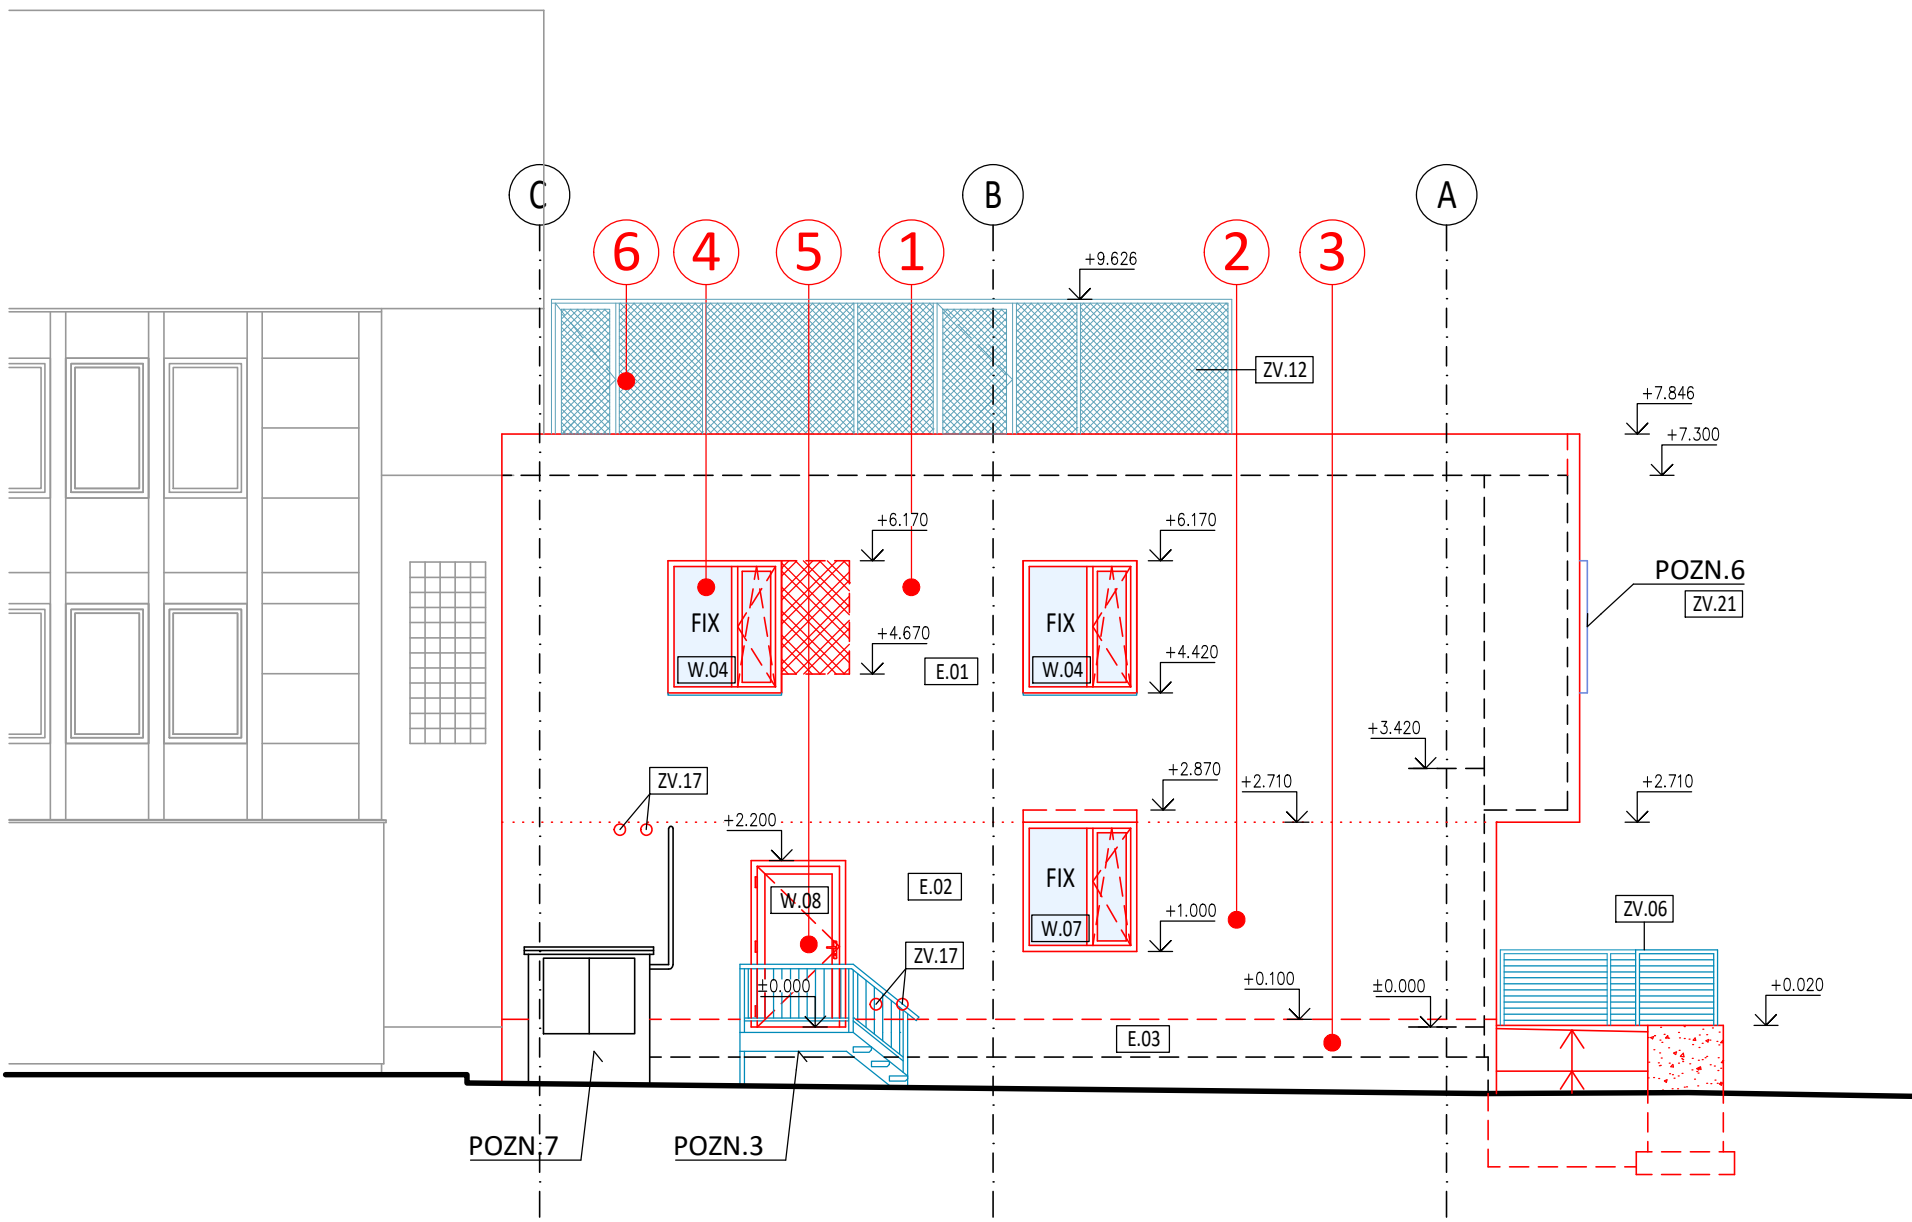 C
B
A
6
4
5
1
2
3
+9.626
ZV.12
+7.846
+7.300
+6.170
+6.170
POZN.6
ZV.21
FIX
FIX
+4.670
+4.420
W.04
E.01
W.04
+3.420
ZV.17
+2.870
+2.710
+2.710
+2.200
FIX
E.02
W.08
ZV.06
+1.000
W.07
ZV.17
±0.000
+0.100
±0.000
+0.020
E.03
POZN.7
POZN.3